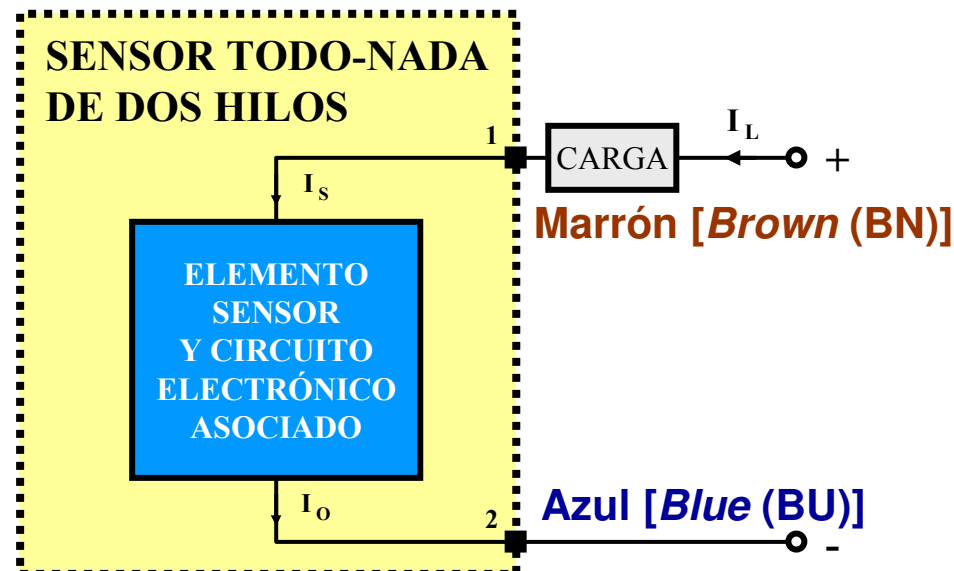 SENSOR TODO-NADA
DE DOS HILOS
1
CARGA
I L
+
Marrón [Brown (BN)]
I S
ELEMENTO
SENSOR
Y CIRCUITO
ELECTRÓNICO
ASOCIADO
I O
2
Azul [Blue (BU)]
-